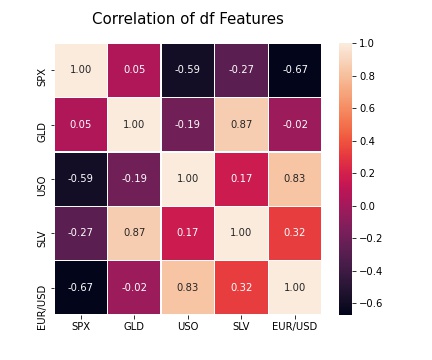 Correlation of df Features
SPX 1.00 0.05 -0.59 -0.27 -0.67
GLD 0.05 1.00 -0.19 0.87 -0.02
USO -0.59 -0.19 1.00 0.17 0.83
SLV -0.27 0.87 0.17 1.00 0.32
EUR/USD -0.67 -0.02 0.83 0.32 1.00
SPX GLD USO SLV EUR/USD
1.0
0.8
0.6
0.4
0.2
0.0
−0.2
−0.4
−0.6